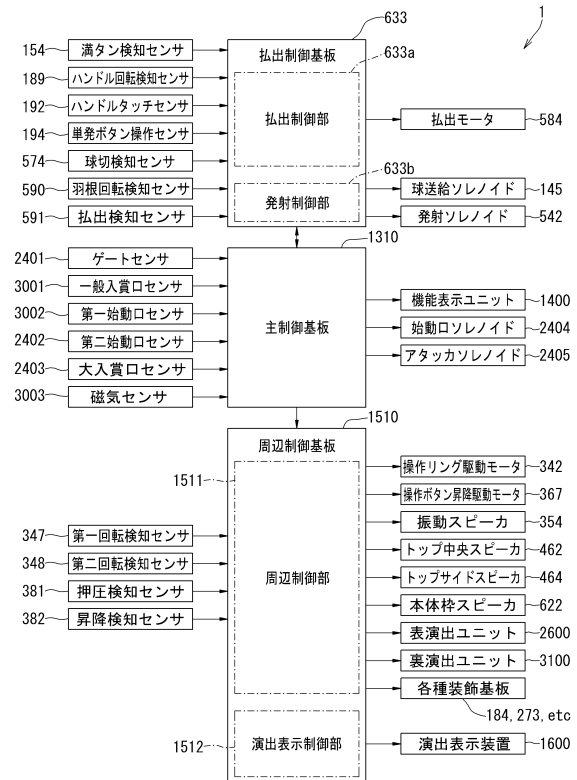 633
1
154 満タン検知センサ
払出制御基板
633a
189 ハンドル回転検知センサ
192 ハンドルタッチセンサ
払出制御部
払出モータ 584
194 単発ボタン操作センサ
574 球切検知センサ
633b
590 羽根回転検知センサ
発射制御部
球送給ソレノイド 145
591 払出検知センサ
発射ソレノイド 542
1310
2401 ゲートセンサ
3001 一般入賞口センサ
機能表示ユニット 1400
3002 第一始動口センサ
主制御基板
始動口ソレノイド 2404
2402 第二始動口センサ
アタッカソレノイド 2405
2403 大入賞口センサ
3003 磁気センサ
1510
周辺制御基板
1511
操作リング駆動モータ 342
操作ボタン昇降駆動モータ 367
347 第一回転検知センサ
振動スピーカ 354
348 第二回転検知センサ
トップ中央スピーカ 462
周辺制御部
381 押圧検知センサ
トップサイドスピーカ 464
382 昇降検知センサ
本体枠スピーカ 622
表演出ユニット 2600
裏演出ユニット 3100
各種装飾基板
184, 273, etc
1512
演出表示制御部
演出表示装置 1600